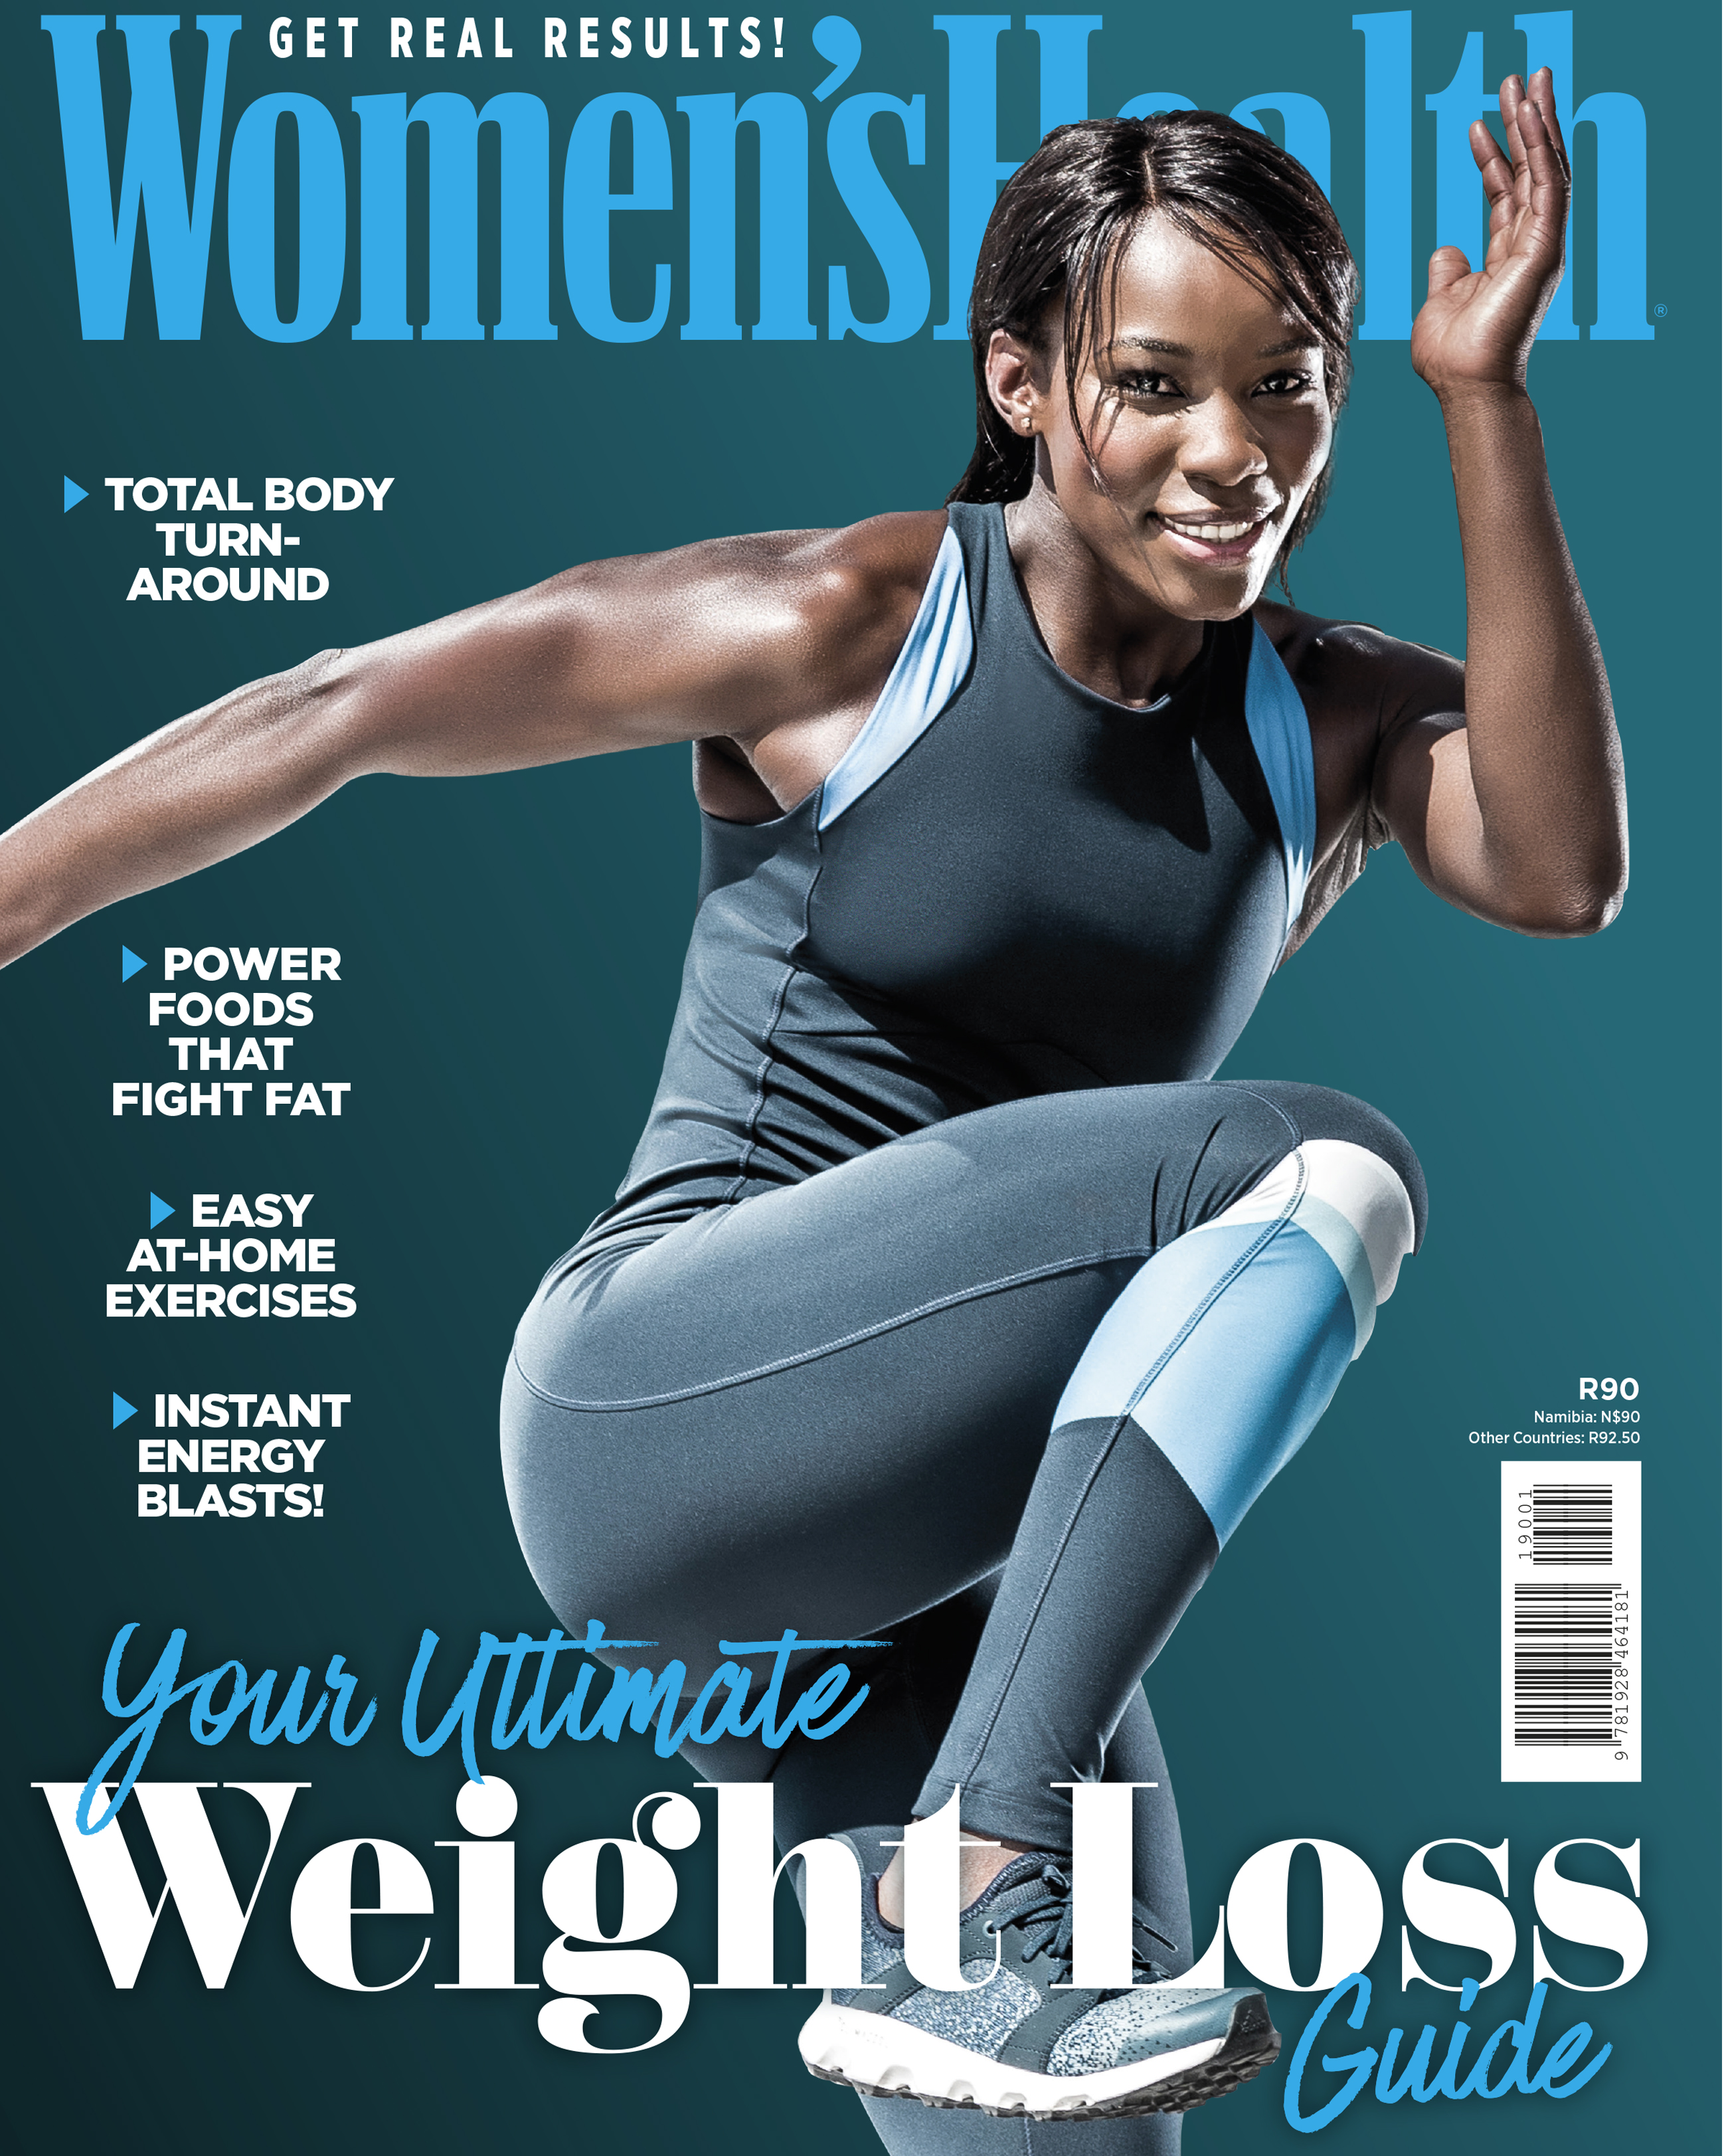 GET REAL RESULTS!
Women'sHealth®
TOTAL BODY
TURN-
AROUND
POWER
FOODS
THAT
FIGHT FAT
EASY
AT-HOME
EXERCISES
INSTANT
ENERGY
BLASTS!
R90
Namibia: N$90
Other Countries: R92.50
19001
9 781928 464181
Your Ultimate
Weight Loss
Guide